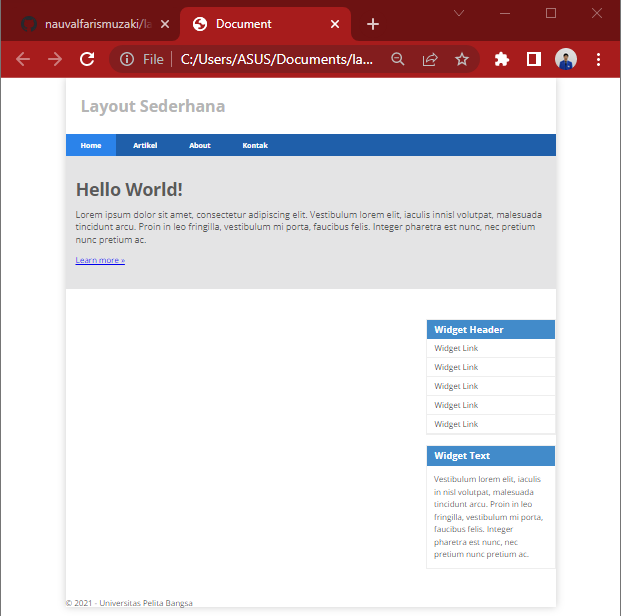 nauvalfarismuzaki/la
Document
File
C:/Users/ASUS/Documents/la...
Layout Sederhana
Home Artikel About Kontak
Hello World!
Lorem ipsum dolor sit amet, consectetur adipiscing elit. Vestibulum lorem elit, iaculis innisl volutpat, malesuada
tincidunt arcu. Proin in leo fringilla, vestibulum mi porta, faucibus felis. Integer pharetra est nunc, nec pretium
nunc pretium ac.
Learn more »
Widget Header
Widget Link
Widget Link
Widget Link
Widget Link
Widget Link
Widget Text
Vestibulum lorem elit, iaculis
in nisl volutpat, malesuada
tincidunt arcu. Proin in leo
fringilla, vestibulum mi porta,
faucibus felis. Integer
pharetra est nunc, nec
pretium nunc pretium ac.
© 2021 - Universitas Pelita Bangsa